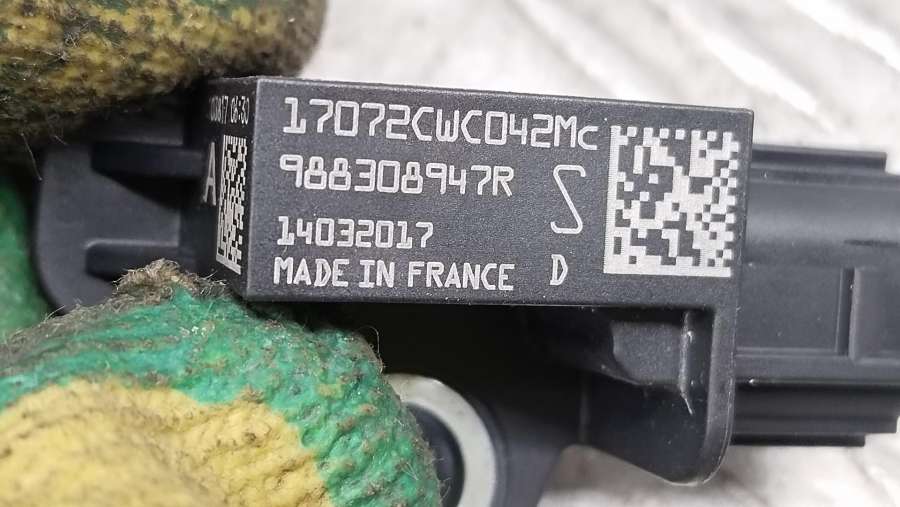 17072CWC042Mc
988308947R
S
14032017
MADE IN FRANCE
D
A